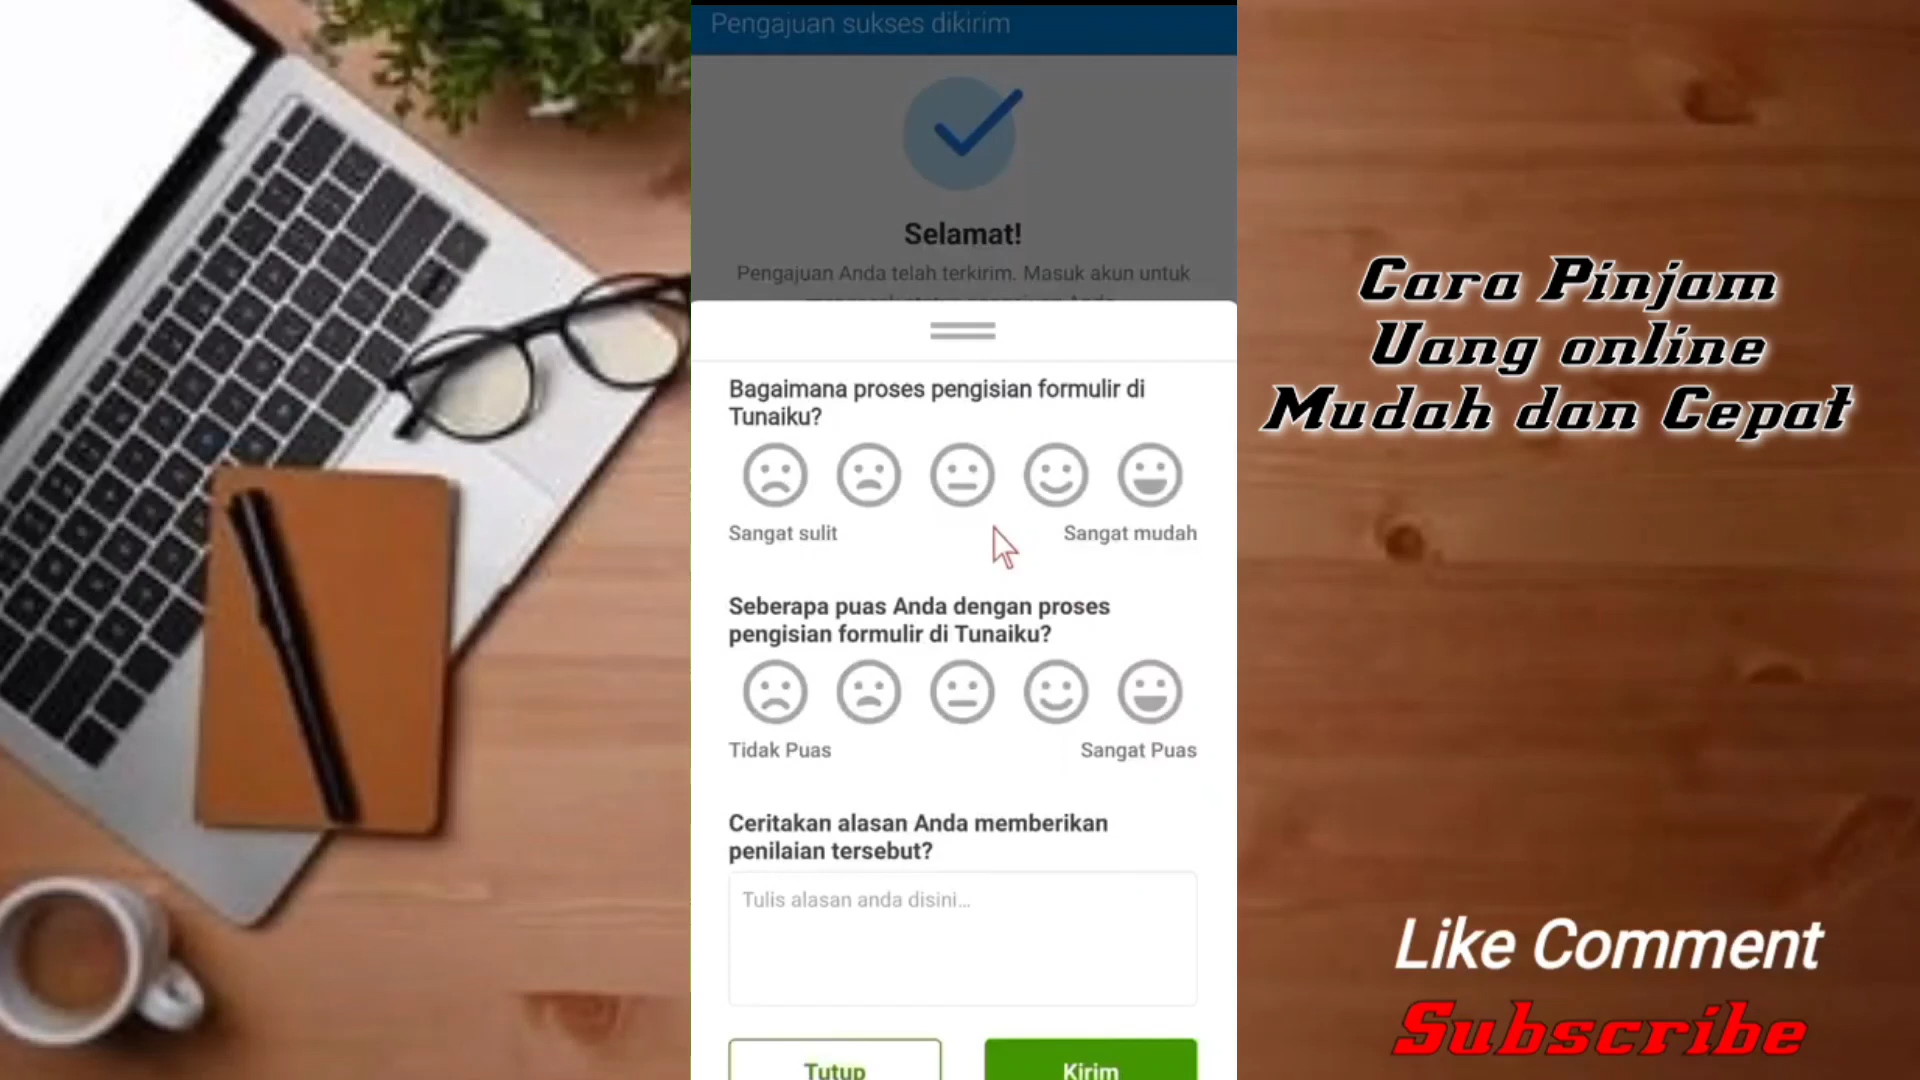 Pengajuan sukses dikirim
Selamat!
Pengajuan Anda telah terkirim. Masuk akun untuk
Bagaimana proses pengisian formulir di
Tunaiku?
Sangat sulit
Sangat mudah
Seberapa puas Anda dengan proses
pengisian formulir di Tunaiku?
Tidak Puas
Sangat Puas
Ceritakan alasan Anda memberikan
penilaian tersebut?
Tulis alasan anda disini...
Tutup
Kirim
Cara Pinjam
Uang online
Mudah dan Cepat
Like Comment
Subscribe